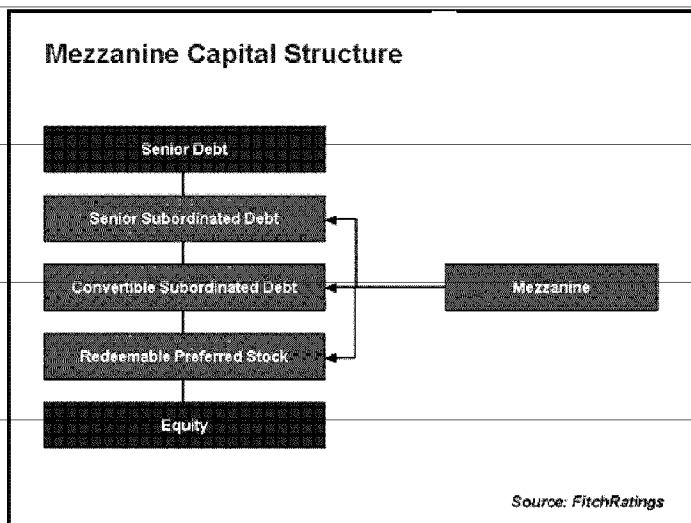 Mezzanine Capital Structure
Senior Debt
Senior Subordinated Debt
Convertible Subordinated Debt
Mezzanine
Redeemable Preferred Stock
Equity
Source: FitchRatings